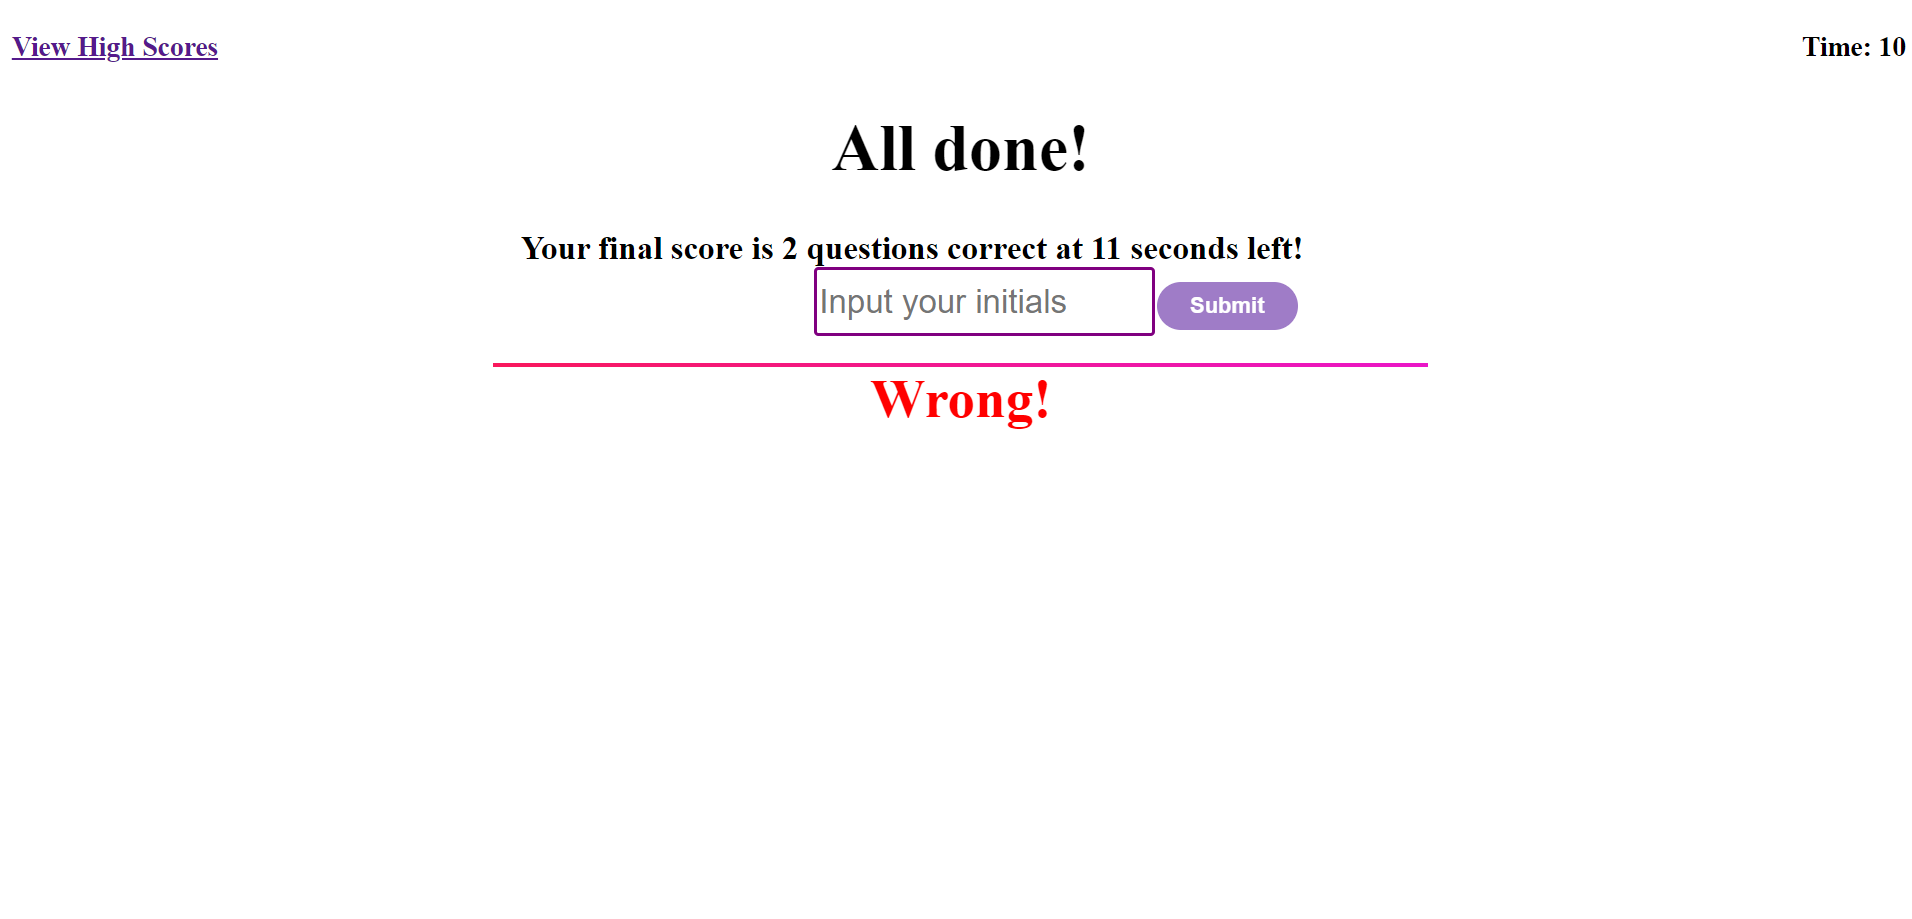 View High Scores
Time: 10
All done!
Your final score is 2 questions correct at 11 seconds left!
Input your initials
Submit
Wrong!